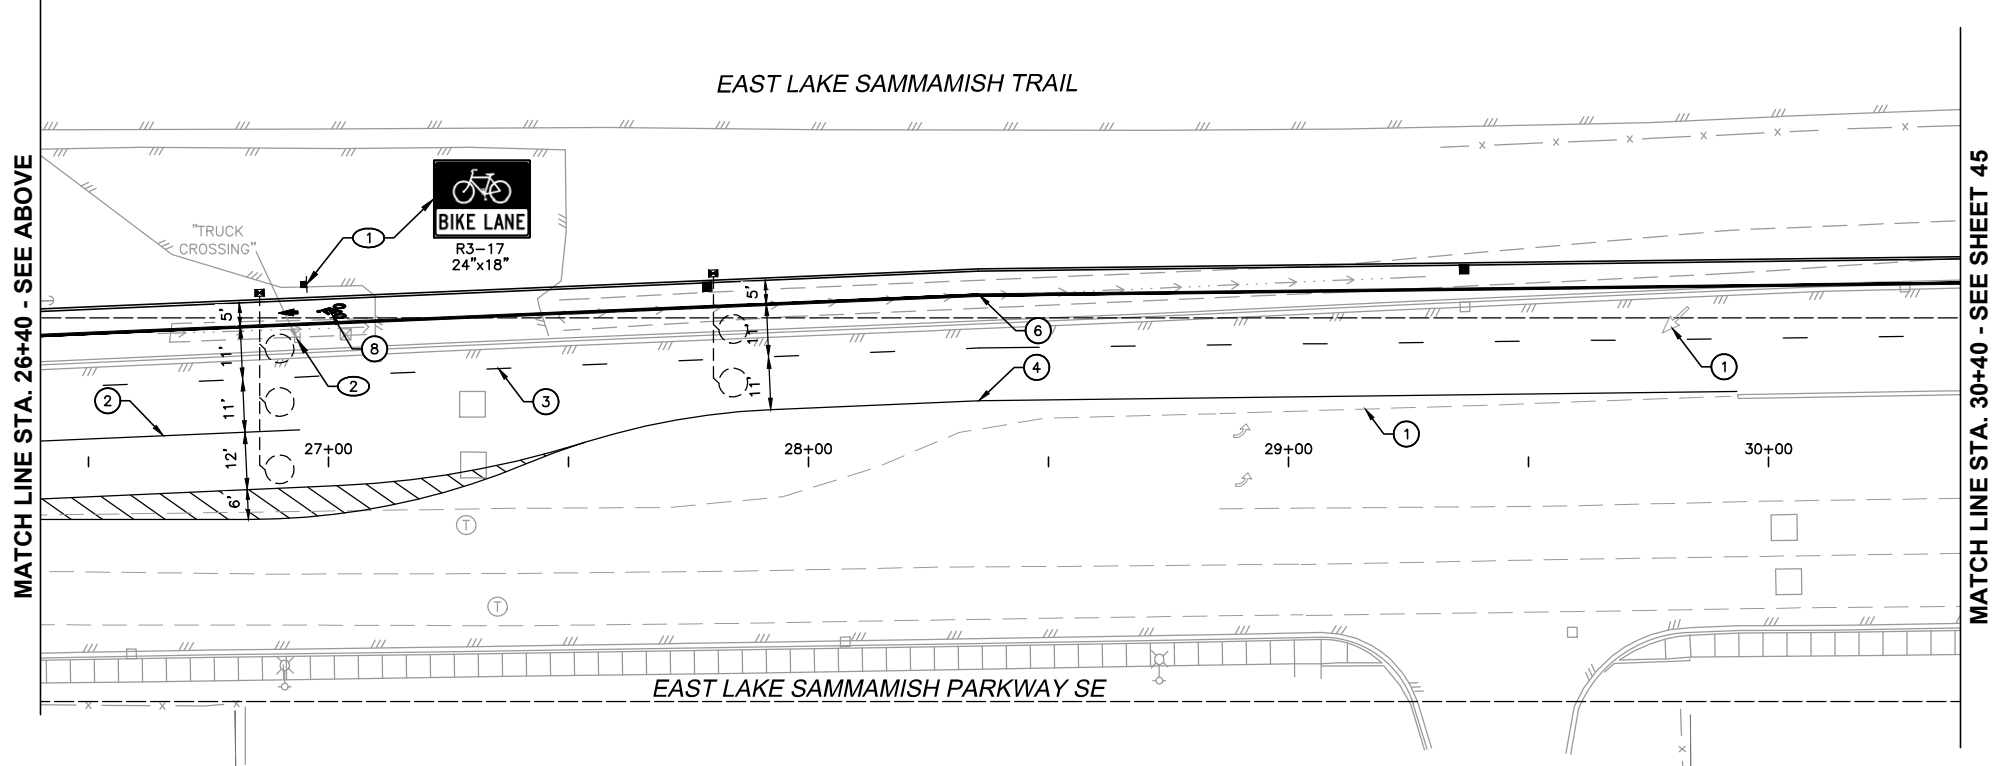 EAST LAKE SAMMAMISH TRAIL
MATCH LINE STA. 26+40 - SEE ABOVE
MATCH LINE STA. 30+40 - SEE SHEET 45
"TRUCK
CROSSING"
1
BIKE LANE
R3-17
24"x18"
5'
11'
11'
12'
6'
5'
11'
11'
8
2
2
3
6
4
1
1
27+00
28+00
29+00
30+00
T
T
EAST LAKE SAMMAMISH PARKWAY SE